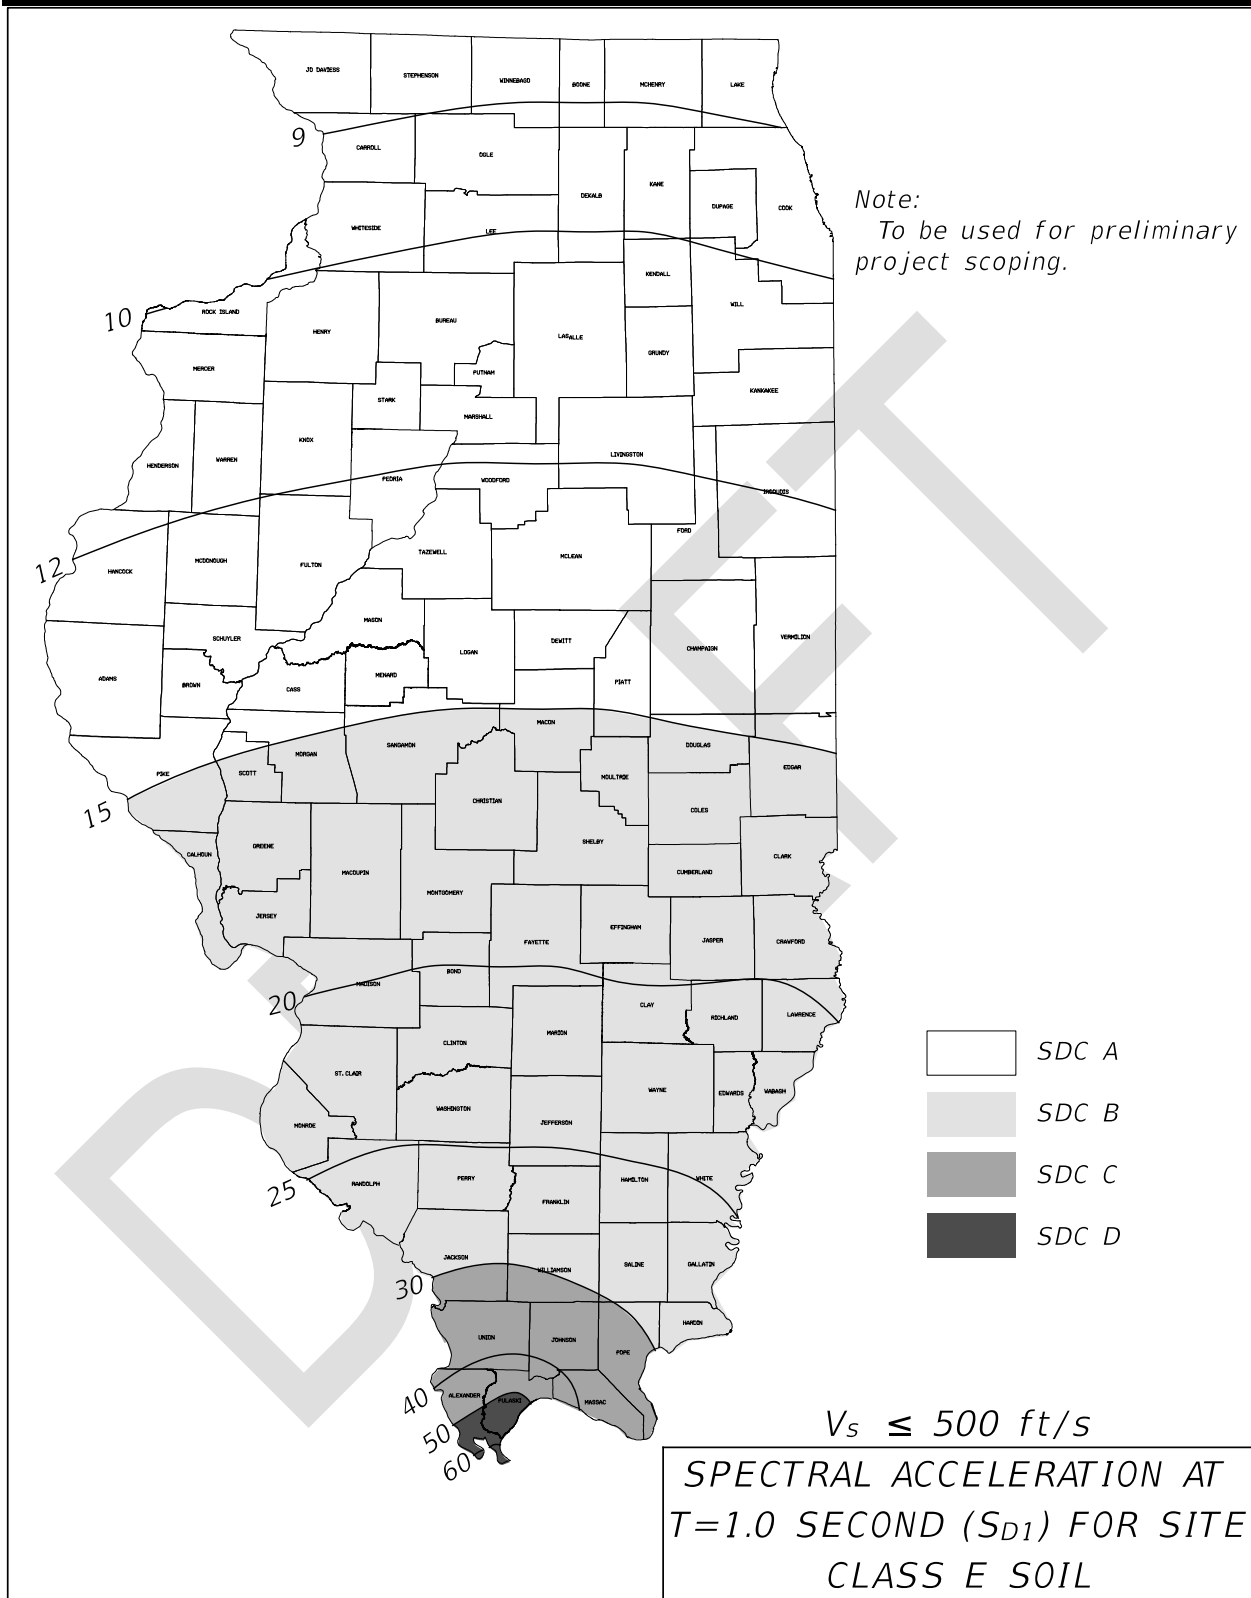 JO DAVIESS
STEPHENSON
WINNEBAGO
BOONE
MCHENRY
LAKE
9
CARROLL
OGLE
DEKALB
KANE
DUPAGE
COOK
WHITESIDE
LEE
Note:
To be used for preliminary
project scoping.
KENDALL
10
ROCK ISLAND
HENRY
BUREAU
LASALLE
WILL
GRUNDY
MERCER
PUTNAM
STARK
KANKAKEE
MARSHALL
KNOX
HENDERSON
WARREN
LIVINGSTON
PEORIA
WOODFORD
IROQUOIS
FORD
12
HANCOCK
MCDONOUGH
FULTON
TAZEWELL
MCLEAN
MASON
SCHUYLER
LOGAN
DEWITT
CHAMPAIGN
VERMILION
ADAMS
BROWN
CASS
MENARD
PIATT
MACON
SANGAMON
MORGAN
DOUGLAS
EDGAR
PIKE
SCOTT
MOULTRIE
15
CHRISTIAN
COLES
GREENE
SHELBY
CALHOUN
MACOUPIN
CUMBERLAND
CLARK
MONTGOMERY
JERSEY
FAYETTE
EFFINGHAM
JASPER
CRAWFORD
BOND
MADISON
20
CLAY
RICHLAND
LAWRENCE
MARION
CLINTON
SDC A
ST.CLAIR
WAYNE
EDWARDS
WABASH
WASHINGTON
SDC B
MONROE
JEFFERSON
PERRY
RANDOLPH
HAMILTON
WHITE
SDC C
25
FRANKLIN
SDC D
JACKSON
WILLIAMSON
SALINE
GALLATIN
30
HARDIN
UNION
JOHNSON
POPE
ALEXANDER
PULASKI
MASSAC
40
50
60
DRAFT
VS ≤ 500 ft/s
SPECTRAL ACCELERATION AT
T=1.0 SECOND (SD1) FOR SITE
CLASS E SOIL